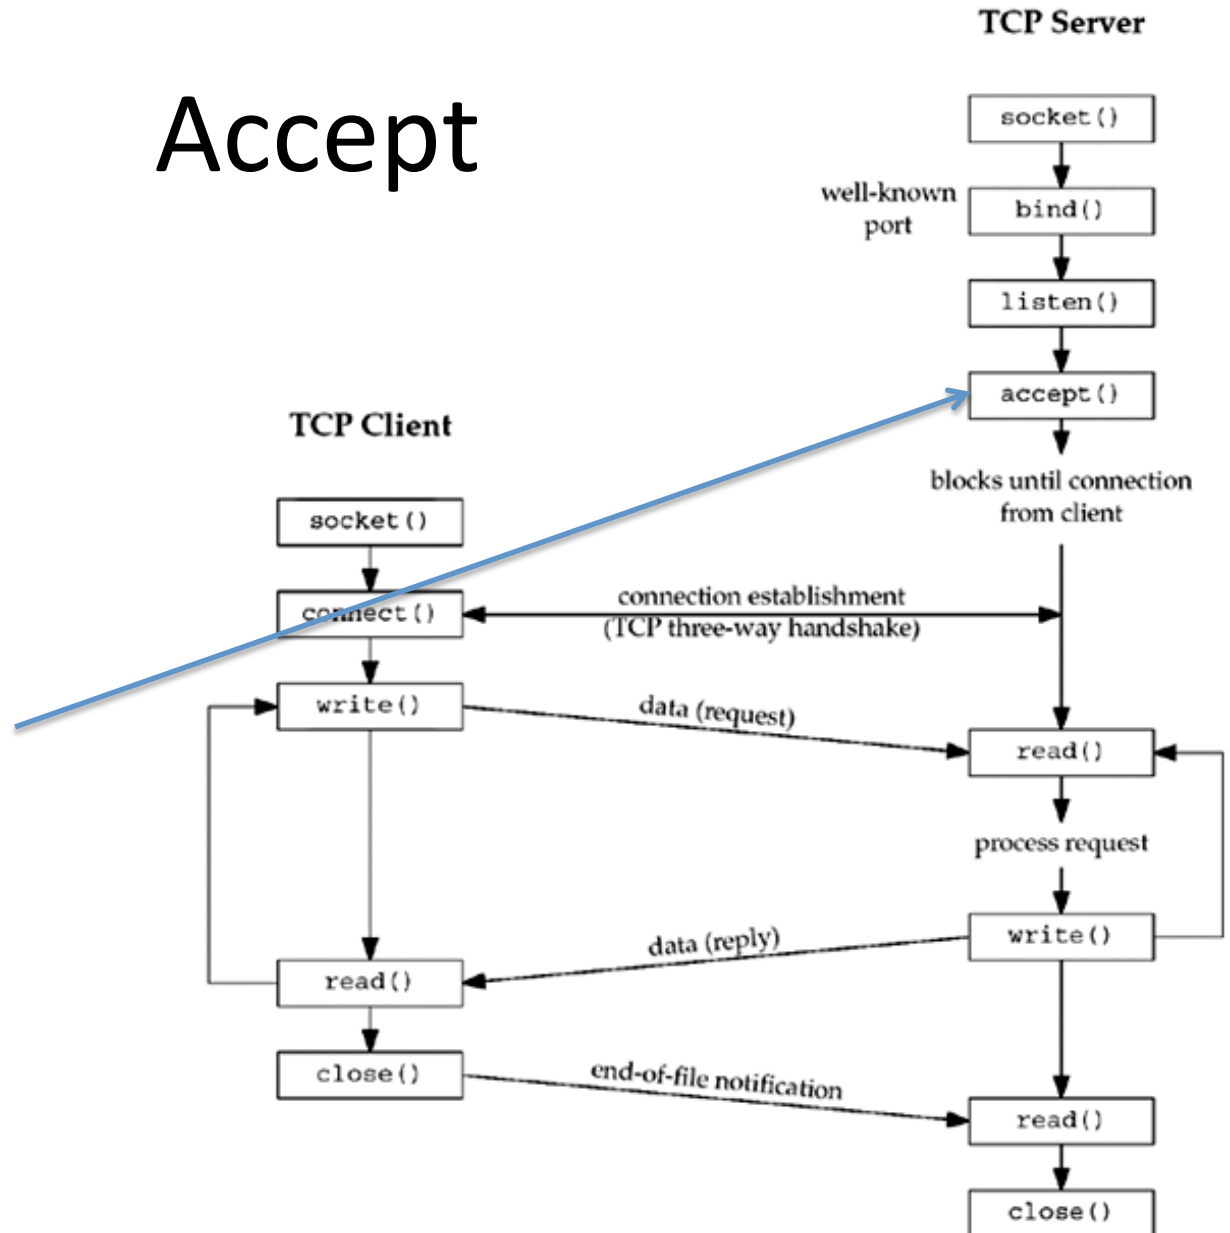 TCP Server
Accept
socket()
well-known
port
bind()
listen()
accept()
TCP Client
blocks until connection
from client
socket()
connection establishment
connect()
(TCP three-way handshake)
write()
data (request)
read()
process request
write()
data (reply)
read()
close()
end-of-file notification
read()
close()